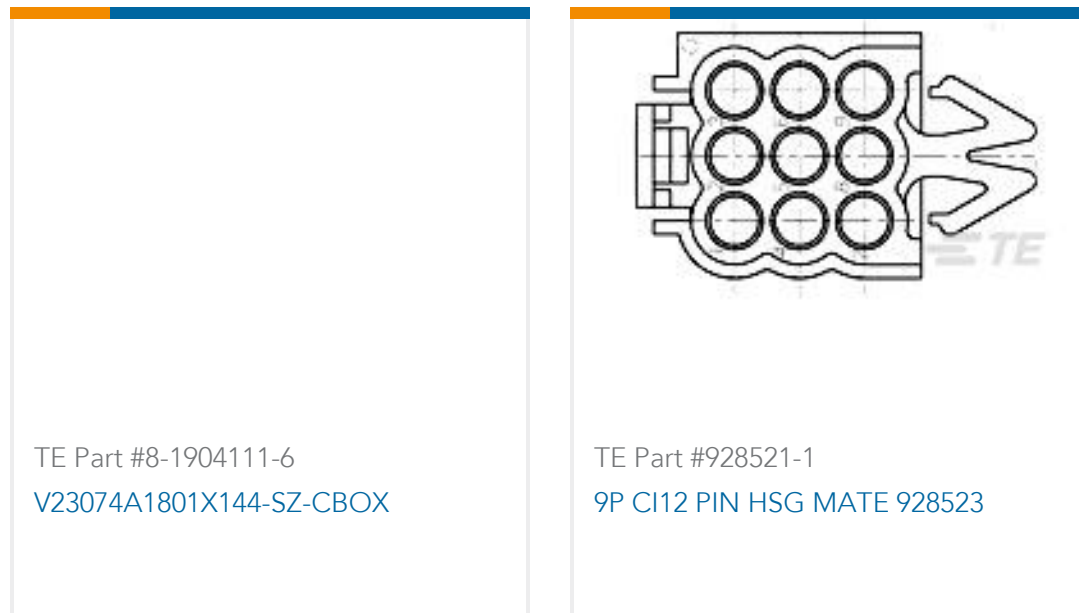 TE
TE Part #8-1904111-6
V23074A1801X144-SZ-CBOX
TE Part #928521-1
9P CI12 PIN HSG MATE 928523